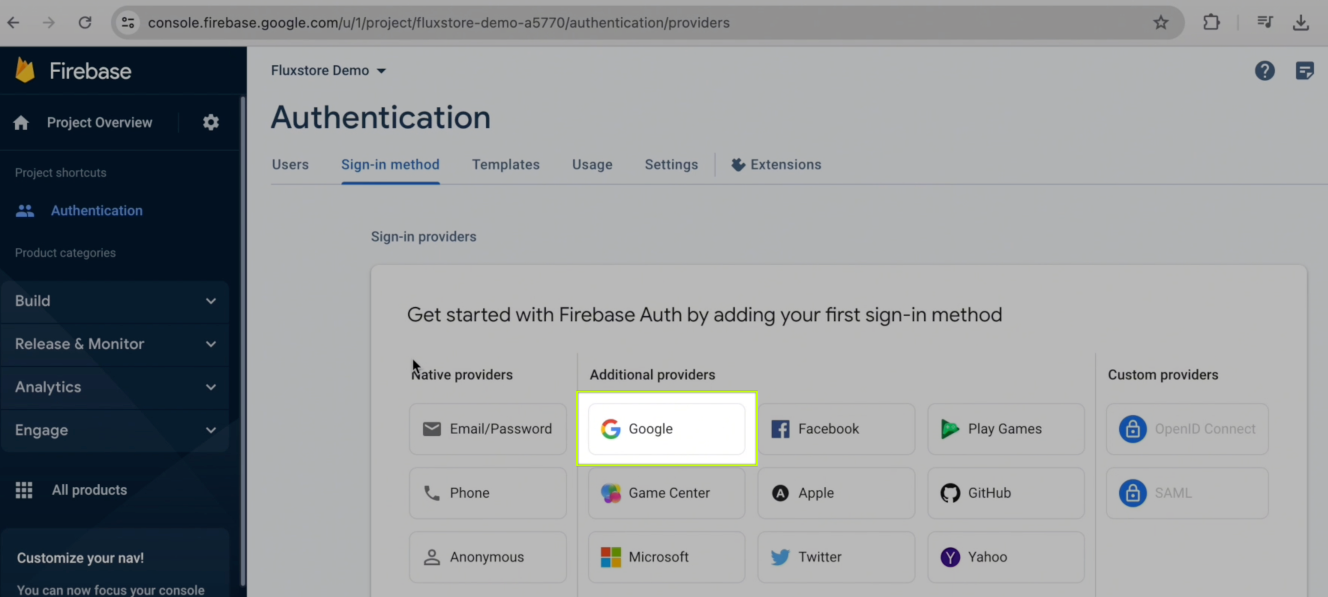 console.firebase.google.com/u/1/project/fluxstore-demo-a5770/authentication/providers
Firebase
Project Overview
Project shortcuts
Authentication
Product categories
Build
Release & Monitor
Analytics
Engage
All products
Customize your nav!
You can now focus your console
Fluxstore Demo
Authentication
Users Sign-in method Templates Usage Settings Extensions
Sign-in providers
Get started with Firebase Auth by adding your first sign-in method
Native providers
Email/Password
Phone
Anonymous
Additional providers
Google Facebook Play Games
Game Center Apple GitHub
Microsoft Twitter Yahoo
Custom providers
OpenID Connect
SAML